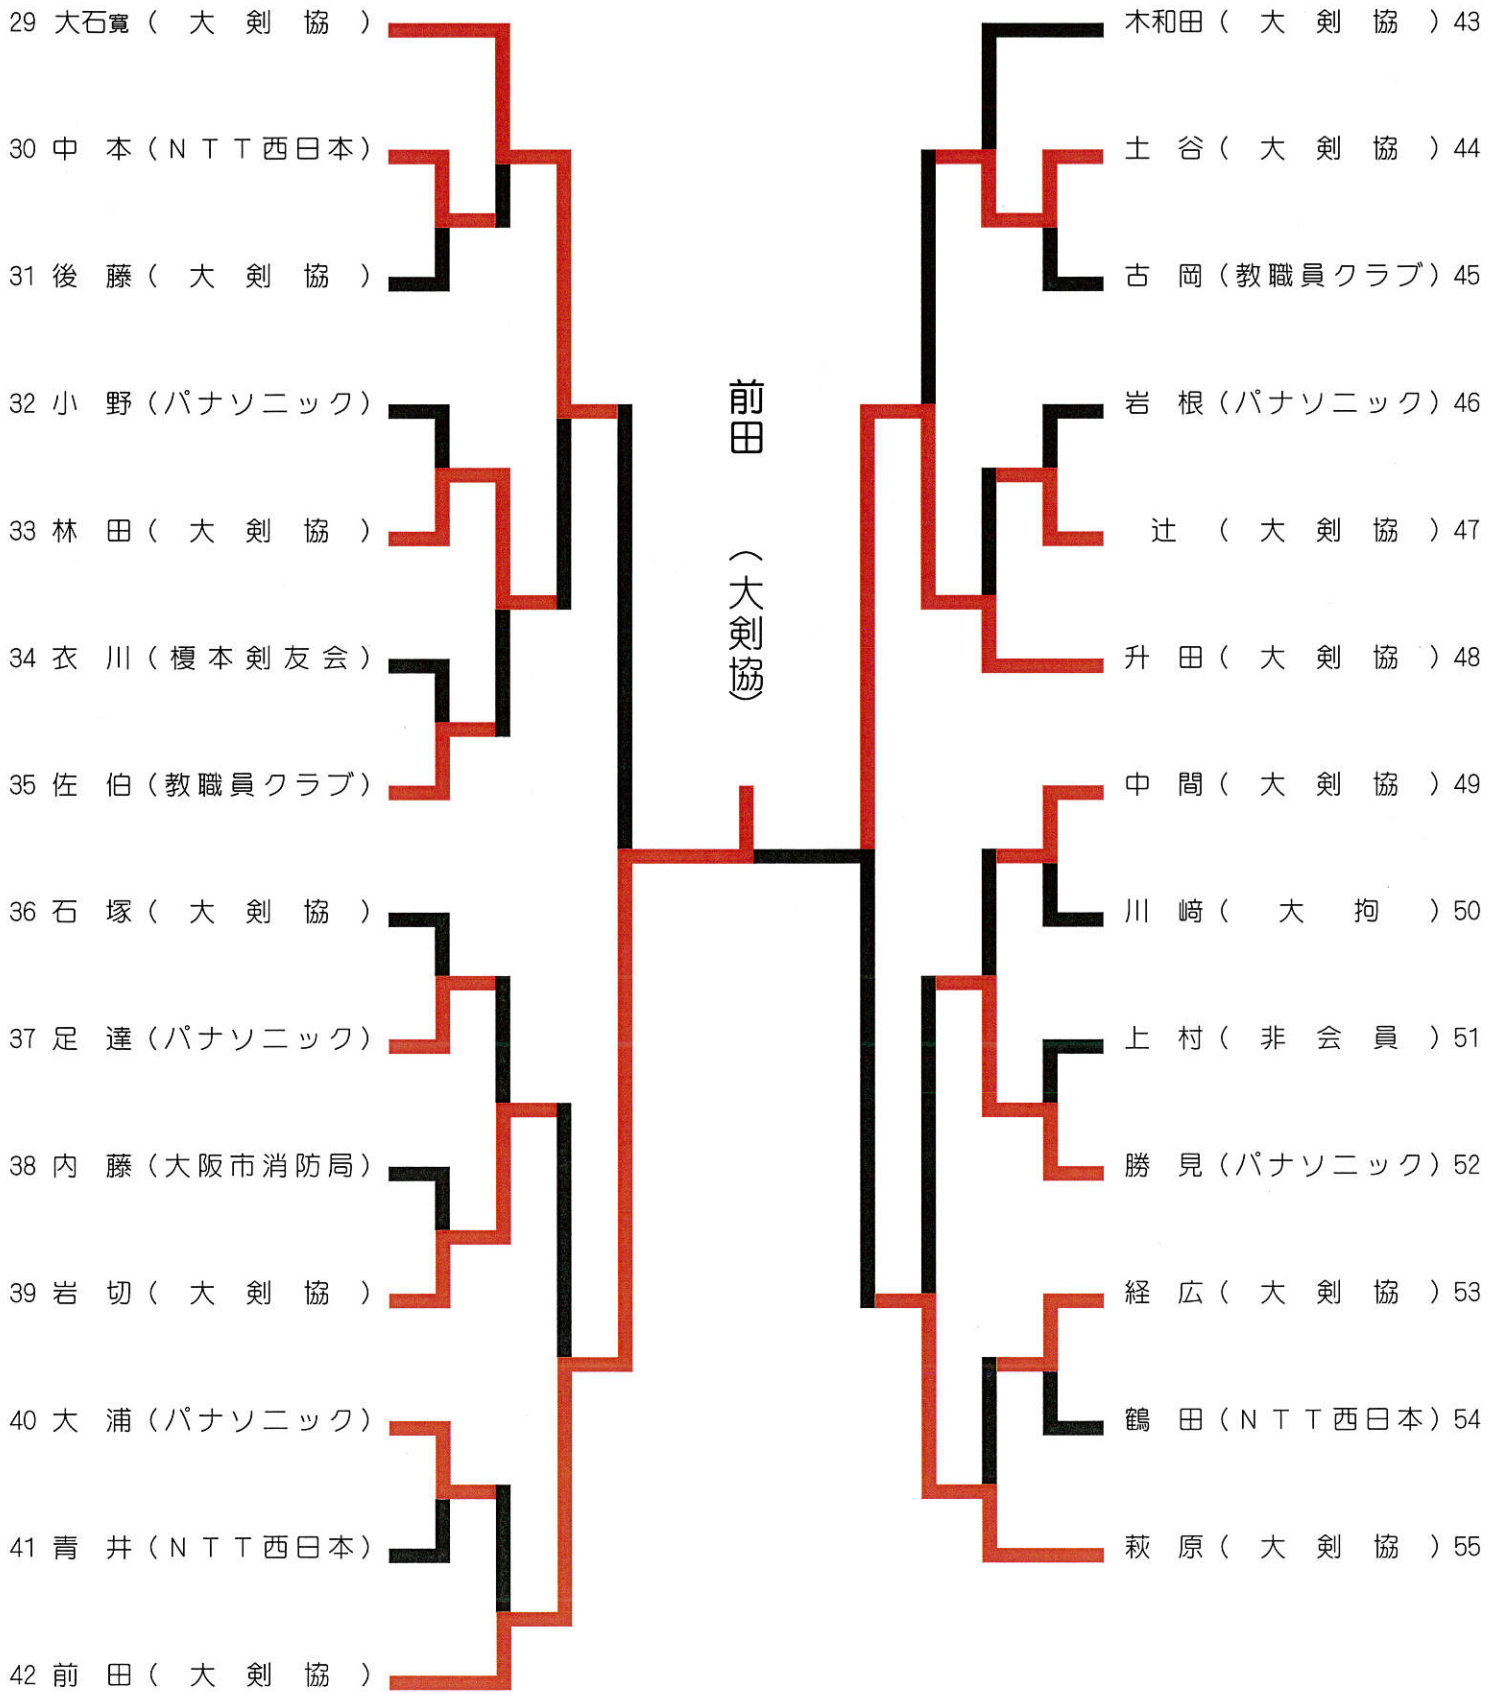 29 大石寛（大剣協）
30 中本（ＮＴＴ西日本）
31 後藤（大剣協）
32 小野（パナソニック）
33 林田（大剣協）
34 衣川（榎本剣友会）
35 佐伯（教職員クラブ）
36 石塚（大剣協）
37 足達（パナソニック）
38 内藤（大阪市消防局）
39 岩切（大剣協）
40 大浦（パナソニック）
41 青井（ＮＴＴ西日本）
42 前田（大剣協）
前田（大剣協）
木和田（大剣協）43
土谷（大剣協）44
古岡（教職員クラブ）45
岩根（パナソニック）46
辻（大剣協）47
升田（大剣協）48
中間（大剣協）49
川﨑（大拘）50
上村（非会員）51
勝見（パナソニック）52
経広（大剣協）53
鶴田（ＮＴＴ西日本）54
萩原（大剣協）55